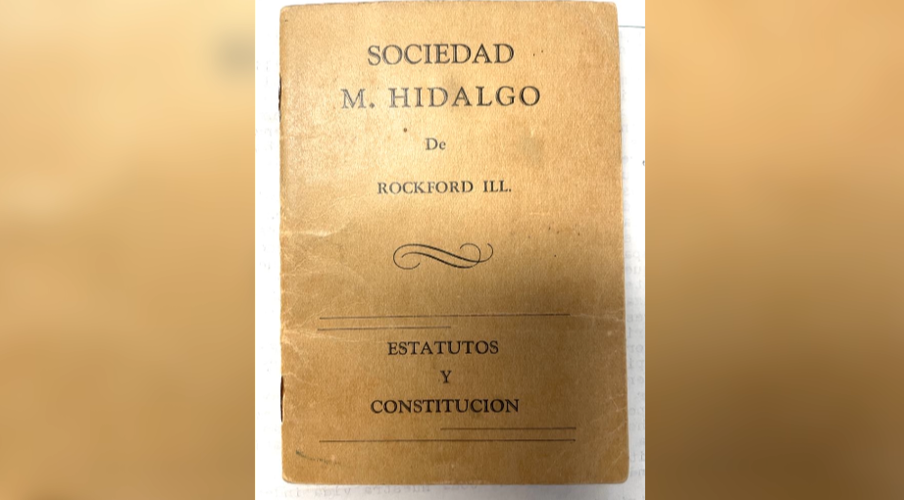 SOCIEDAD
M. HIDALGO
De
ROCKFORD ILL.
ESTATUTOS
Y
CONSTITUCION